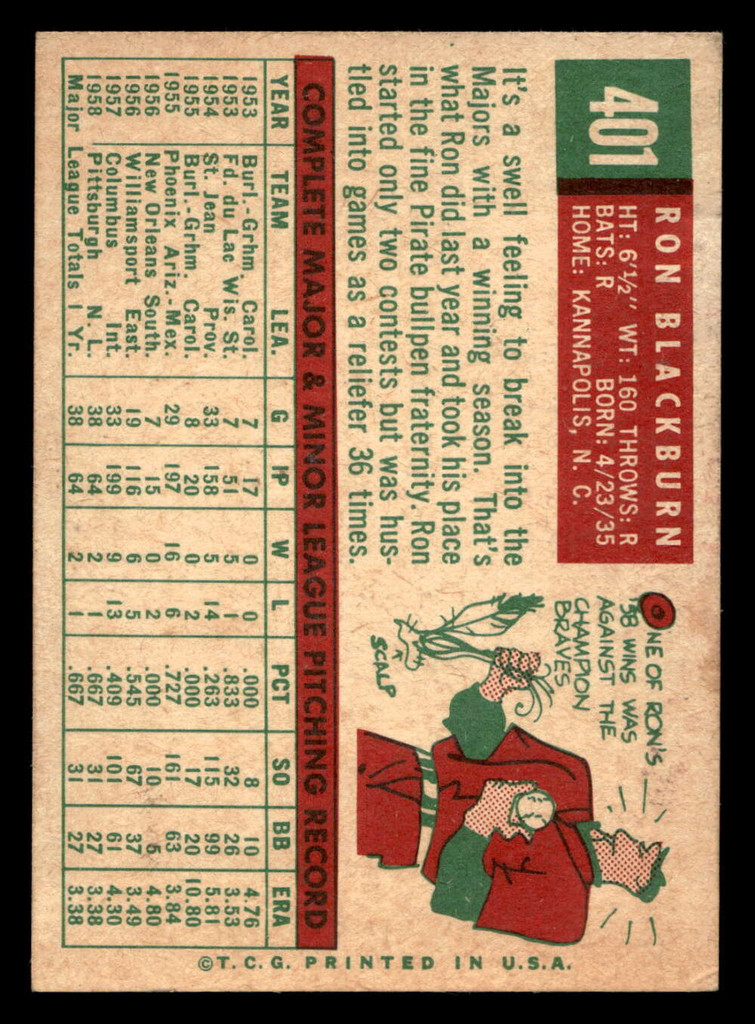 401
RON BLACKBURN
HT: 6'½" WT: 160 THROWS: R
BATS: R BORN: 4/23/35
HOME: KANNAPOLIS, N. C.
It's a swell feeling to break into the
Majors with a winning season. That's
what Ron did last year and took his place
in the fine Pirate bullpen fraternity. Ron
started only two contests but was hus-
tled into games as a reliefer 36 times.
ONE OF RON'S
'58 WINS WAS
AGAINST THE
CHAMPION
BRAVES
SCALP
COMPLETE MAJOR & MINOR LEAGUE PITCHING RECORD
YEAR TEAM LEA. G IP W L PCT SO BB ERA
1953 Burl.-Grhm. Carol. 7 17 0 0 .000 8 10 4.76
1953 Fd. du Lac Wis. St. 7 51 5 1 .833 32 26 3.53
1954 St. Jean Prov. 33 158 5 14 .263 115 99 5.81
1955 Burl.-Grhm. Carol. 8 20 0 2 .000 17 20 10.80
1955 Phoenix Ariz.-Mex. 29 197 16 6 .727 161 63 3.84
1956 New Orleans South. 7 15 0 2 .000 10 5 4.80
1956 Williamsport East. 19 116 6 5 .545 67 37 3.49
1957 Columbus Int. 33 199 9 13 .409 101 61 4.30
1958 Pittsburgh N. L. 38 64 2 1 .667 31 27 3.38
Major League Totals 1 Yr. 38 64 2 1 .667 31 27 3.38
©T.C.G. PRINTED IN U.S.A.